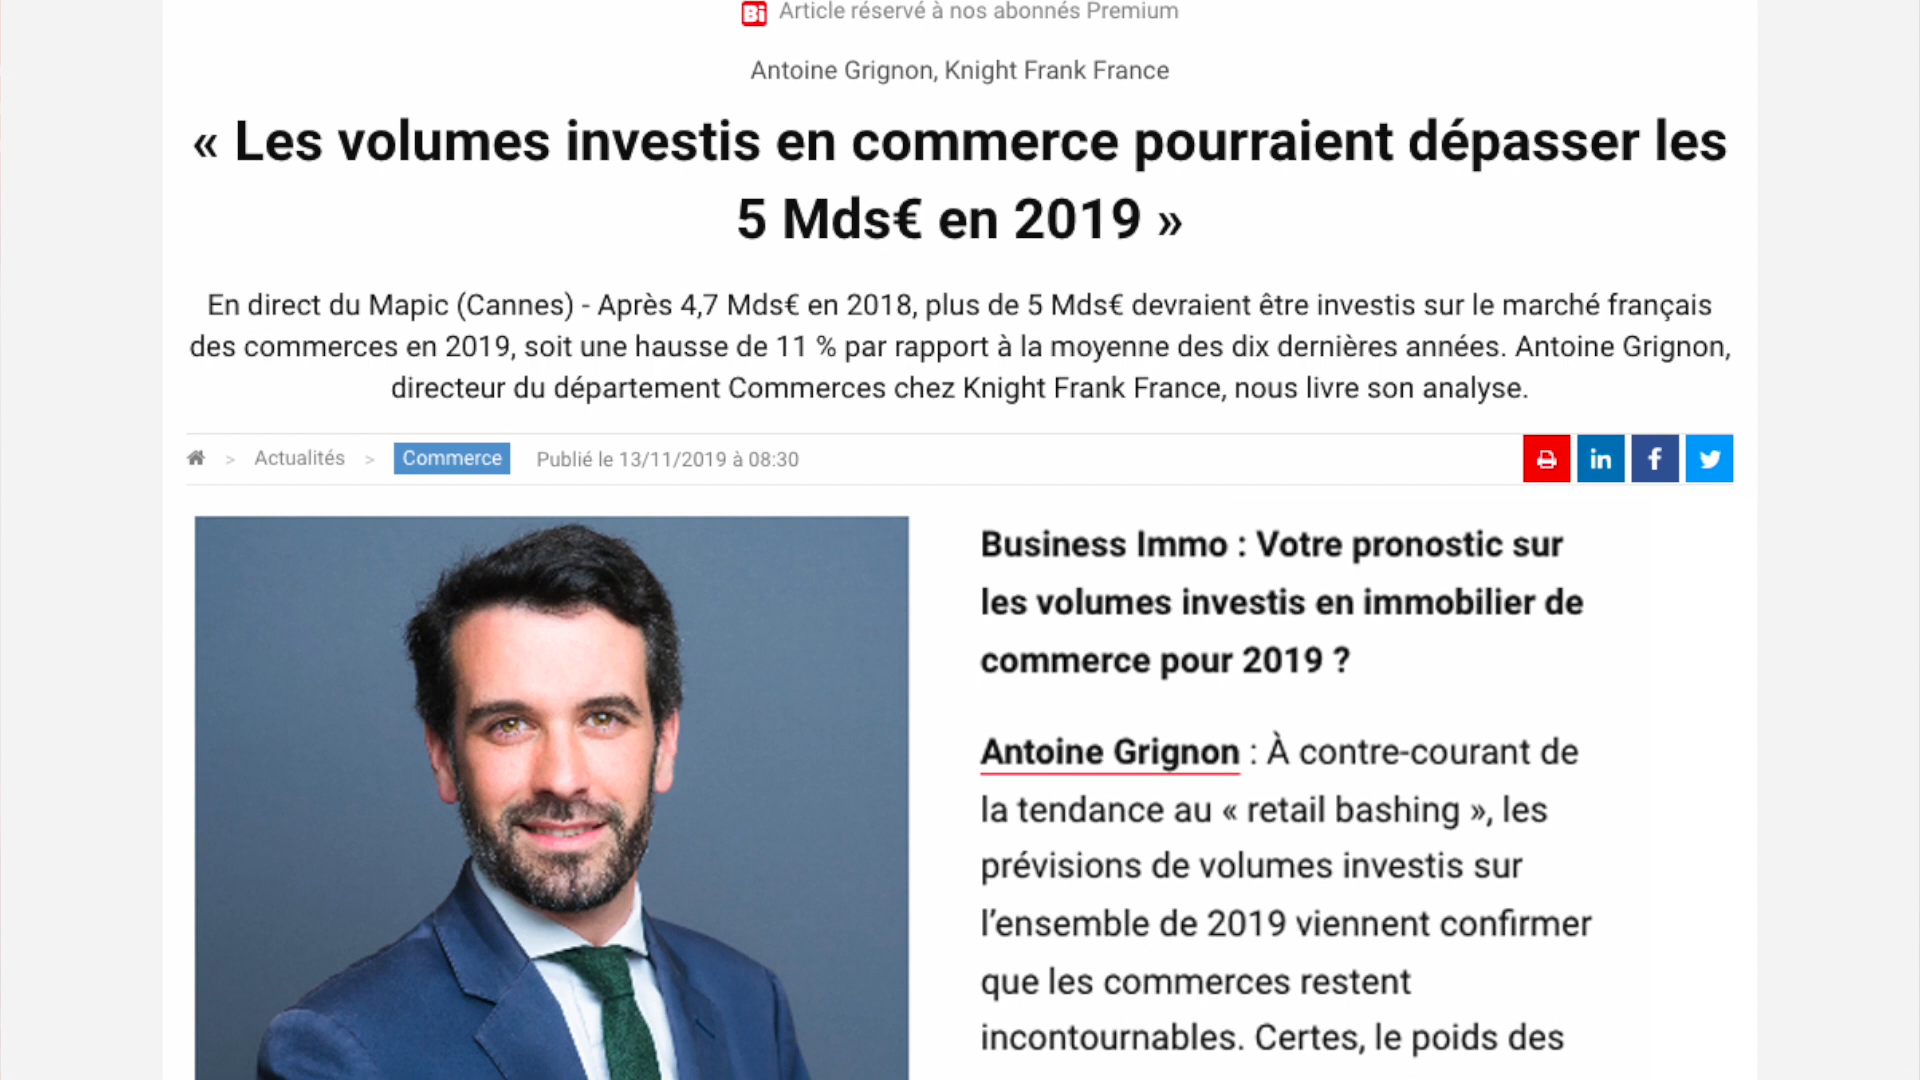 Bi Article réservé à nos abonnés Premium
Antoine Grignon, Knight Frank France
« Les volumes investis en commerce pourraient dépasser les
5 Mds€ en 2019 »
En direct du Mapic (Cannes) - Après 4,7 Mds€ en 2018, plus de 5 Mds€ devraient être investis sur le marché français
des commerces en 2019, soit une hausse de 11 % par rapport à la moyenne des dix dernières années. Antoine Grignon,
directeur du département Commerces chez Knight Frank France, nous livre son analyse.
> Actualités > Commerce Publié le 13/11/2019 à 08:30
in f
Business Immo : Votre pronostic sur
les volumes investis en immobilier de
commerce pour 2019 ?
Antoine Grignon : À contre-courant de
la tendance au « retail bashing », les
prévisions de volumes investis sur
l’ensemble de 2019 viennent confirmer
que les commerces restent
incontournables. Certes, le poids des